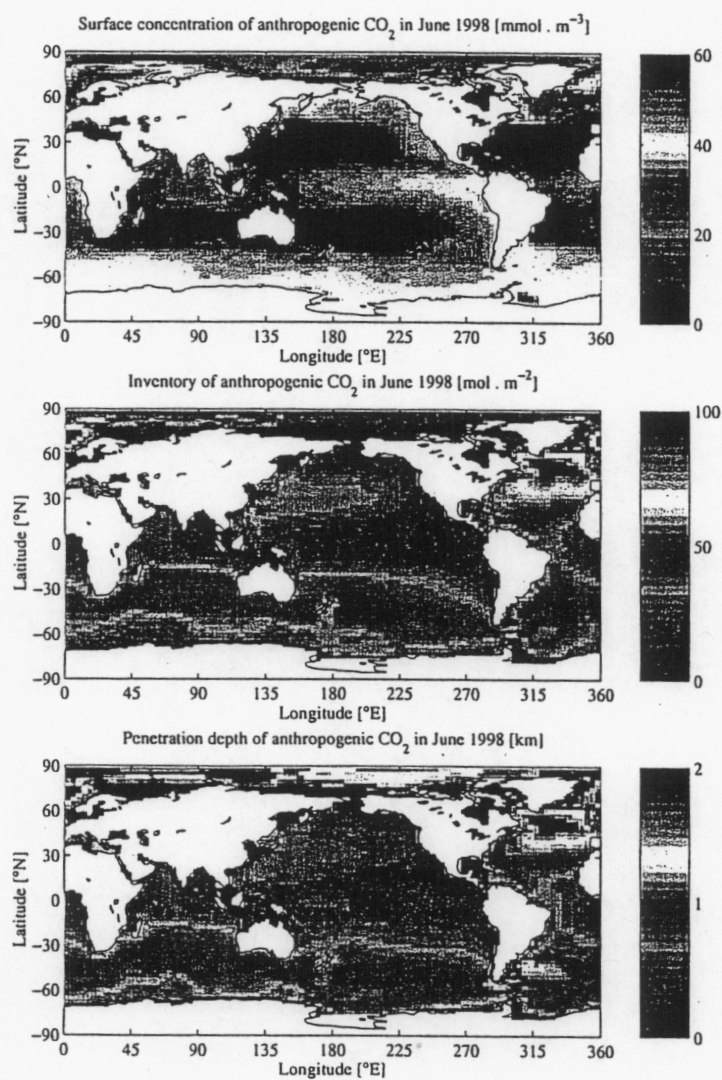 Surface concentration of anthropogenic CO2 in June 1998 [mmol . m−3]
90
60
30
0
−30
−60
−90
Latitude [°N]
0 45 90 135 180 225 270 315 360
Longitude [°E]
60
40
20
0
Inventory of anthropogenic CO2 in June 1998 [mol . m−2]
90
60
30
0
−30
−60
−90
Latitude [°N]
0 45 90 135 180 225 270 315 360
Longitude [°E]
100
50
0
Penetration depth of anthropogenic CO2 in June 1998 [km]
90
60
30
0
−30
−60
−90
Latitude [°N]
0 45 90 135 180 225 270 315 360
Longitude [°E]
2
1
0